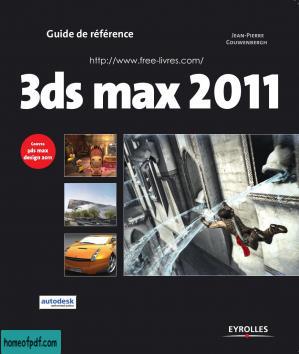 Guide de référence
JEAN-PIERRE
COUWENBERGH
http://www.free-livres.com/
3ds max 2011
COUVRE
3ds max
design 2011
autodesk
EYROLLES
homeofpdf.com